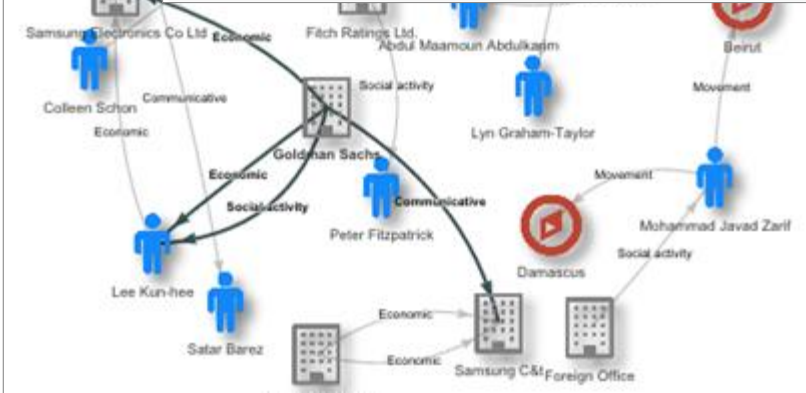 Samsung Electronics Co Ltd
Economic
Fitch Ratings Ltd.
Abdul Maamoun Abdulkarim
Beirut
Colleen Schon
Communicative
Social activity
Movement
Economic
Lyn Graham-Taylor
Goldman Sachs
Economic
Movement
Social activity
Communicative
Peter Fitzpatrick
Mohammad Javad Zarif
Social activity
Damascus
Lee Kun-hee
Satar Barez
Economic
Economic
Samsung C&t
Foreign Office